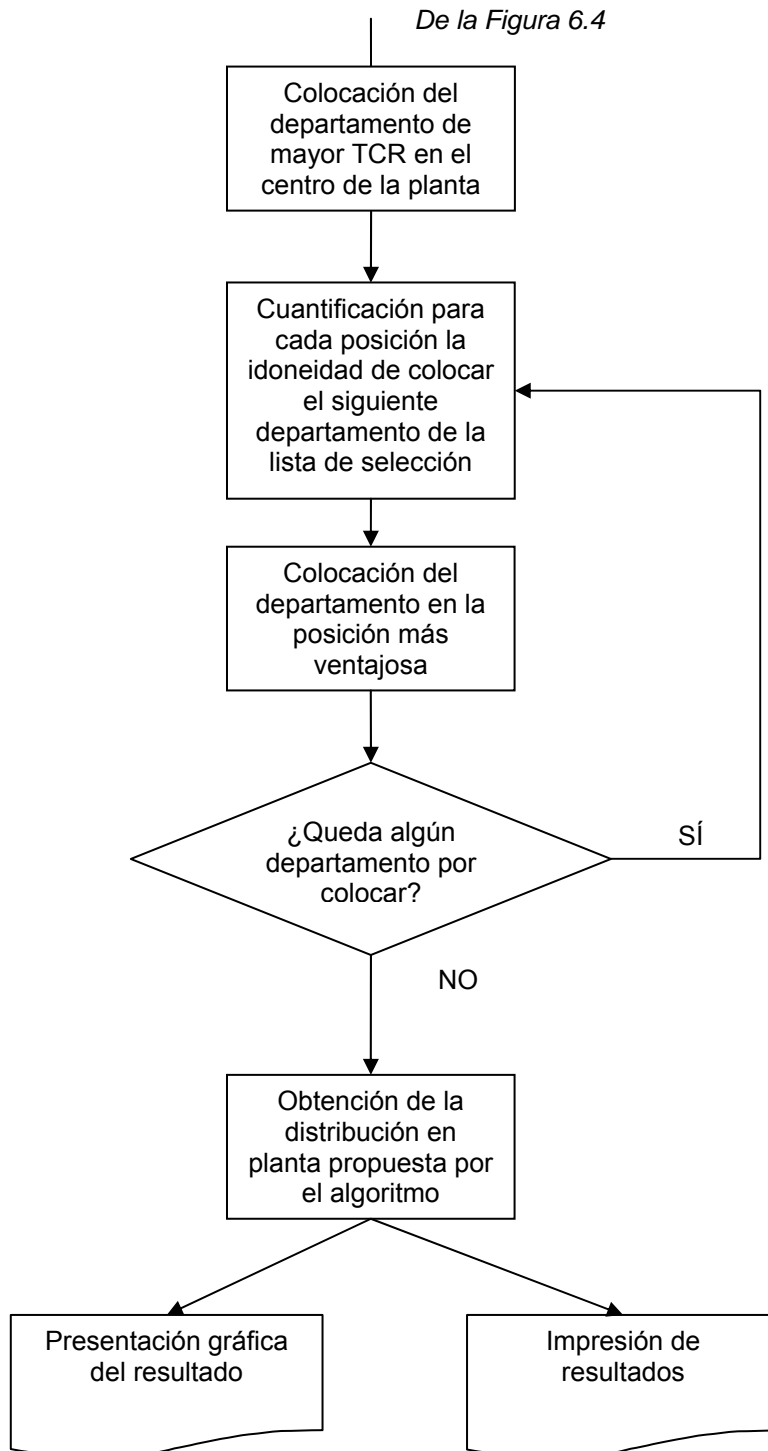 De la Figura 6.4
Colocación del
departamento de
mayor TCR en el
centro de la planta
Cuantificación para
cada posición la
idoneidad de colocar
el siguiente
departamento de la
lista de selección
Colocación del
departamento en la
posición más
ventajosa
¿Queda algún
departamento por
colocar?
SÍ
NO
Obtención de la
distribución en
planta propuesta por
el algoritmo
Presentación gráfica
del resultado
Impresión de
resultados